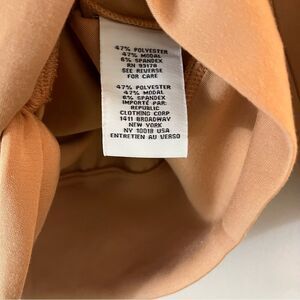 47% POLYESTER
47% MODAL
6% SPANDEX
RN 93178
SEE REVERSE
FOR CARE
47% POLYESTER
47% MODAL
6% SPANDEX
IMPORTÉ PAR:
REPUBLIC
CLOTHING CORP
1411 BROADWAY
NEW YORK
NY 10018 USA
ENTRETIEN AU VERSO